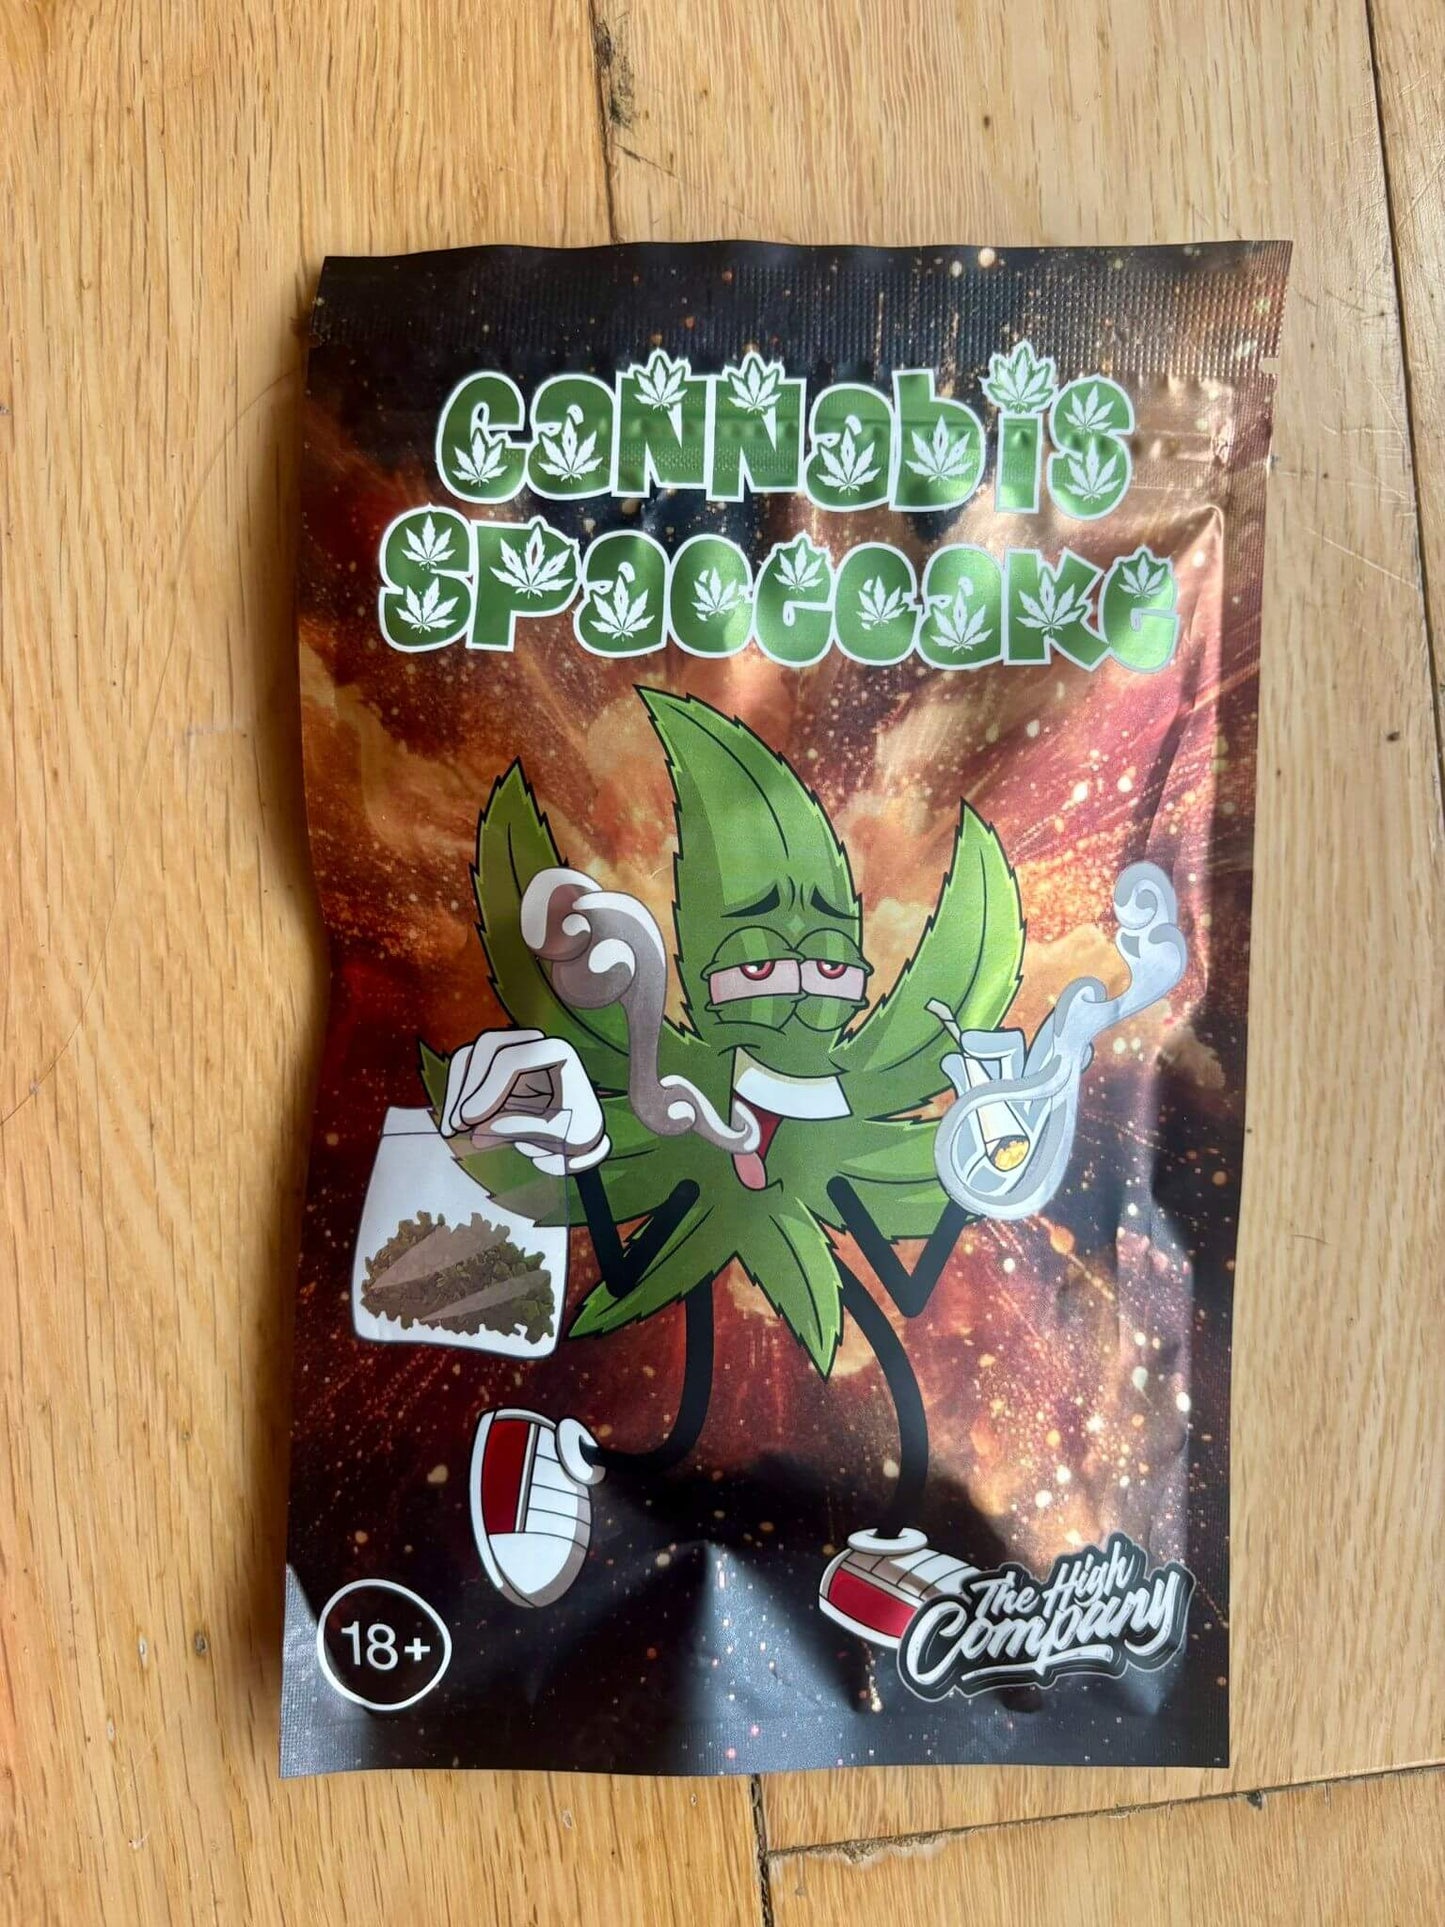 Cannabis
Spacecake
18+
The High
Company